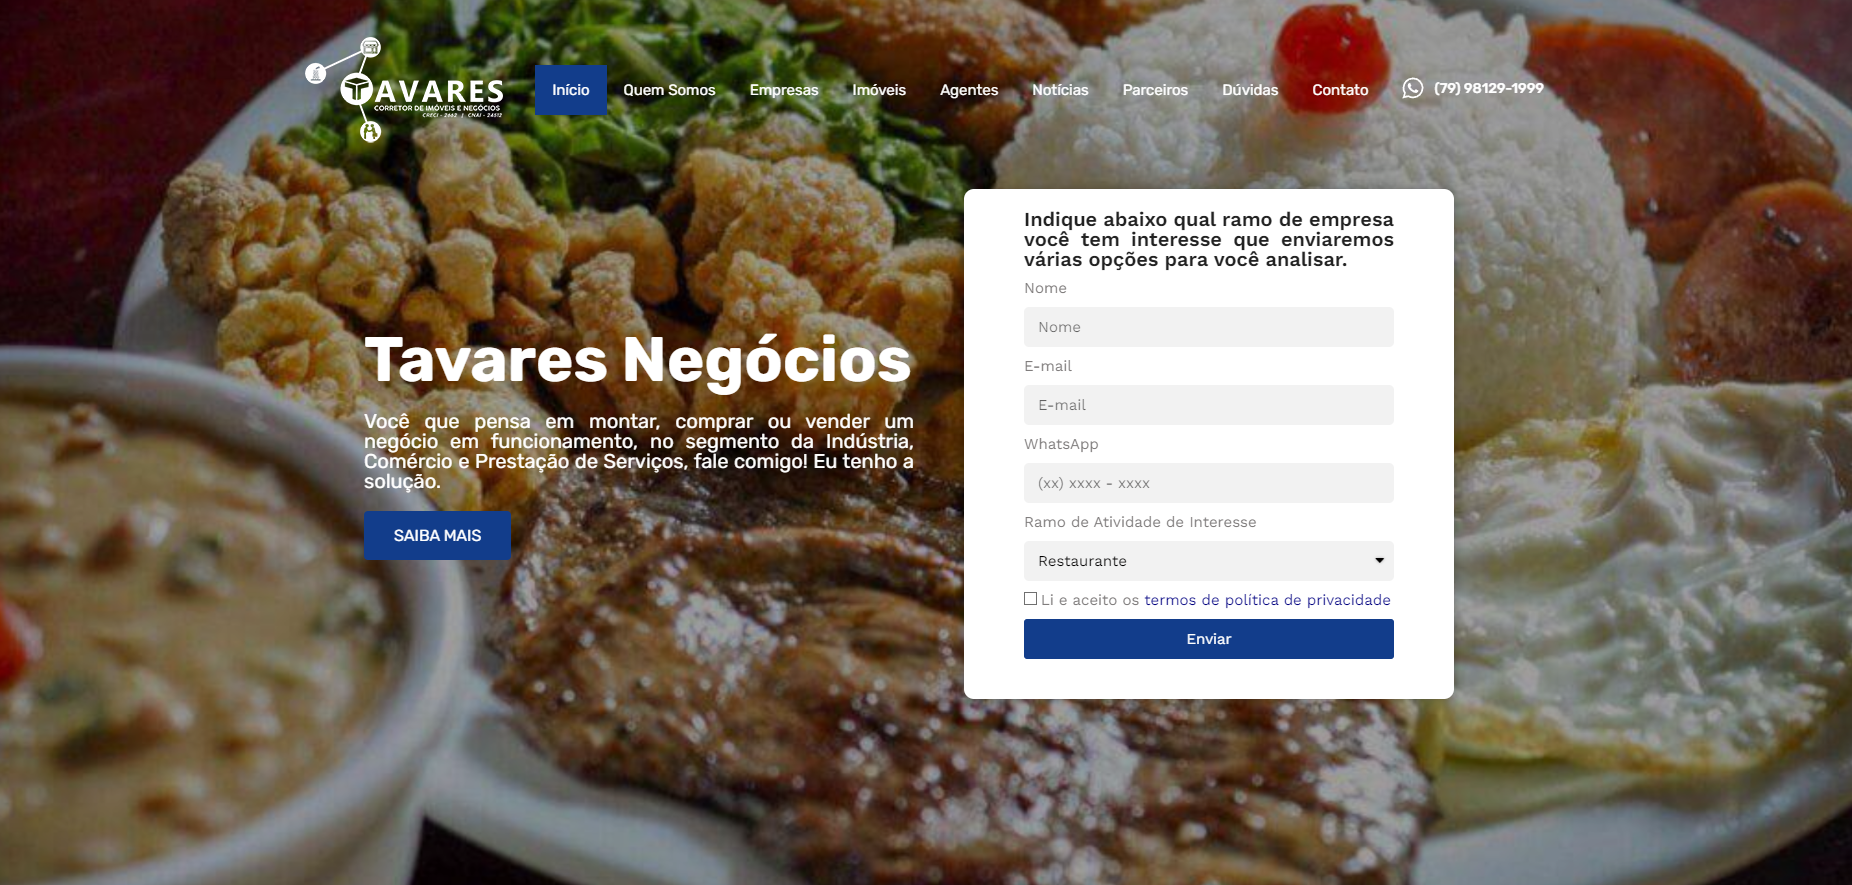 TAVARES
CORRETOR DE IMÓVEIS E NEGÓCIOS
CRECI - 2662 | CNAI - 24512
Início
Quem Somos
Empresas
Imóveis
Agentes
Notícias
Parceiros
Dúvidas
Contato
(79) 98129-1999
Tavares Negócios
Você que pensa em montar, comprar ou vender um
negócio em funcionamento, no segmento da Indústria,
Comércio e Prestação de Serviços, fale comigo! Eu tenho a
solução.
SAIBA MAIS
Indique abaixo qual ramo de empresa
você tem interesse que enviaremos
várias opções para você analisar.
Nome
Nome
E-mail
E-mail
WhatsApp
(xx) xxxx - xxxx
Ramo de Atividade de Interesse
Restaurante
Li e aceito os termos de política de privacidade
Enviar